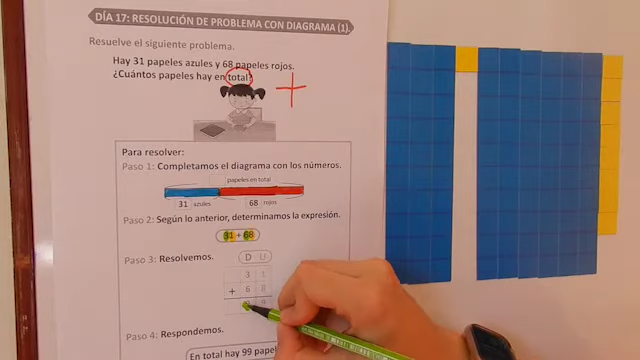 DÍA 17: RESOLUCIÓN DE PROBLEMA CON DIAGRAMA (1).
Resuelve el siguiente problema.
Hay 31 papeles azules y 68 papeles rojos.
¿Cuántos papeles hay en total?
+
Para resolver:
Paso 1: Completamos el diagrama con los números.
papeles en total
31 azules 68 rojos
Paso 2: Según lo anterior, determinamos la expresión.
31 + 68
Paso 3: Resolvemos. D U
3 1
+ 6 8
9
Paso 4: Respondemos.
En total hay 99